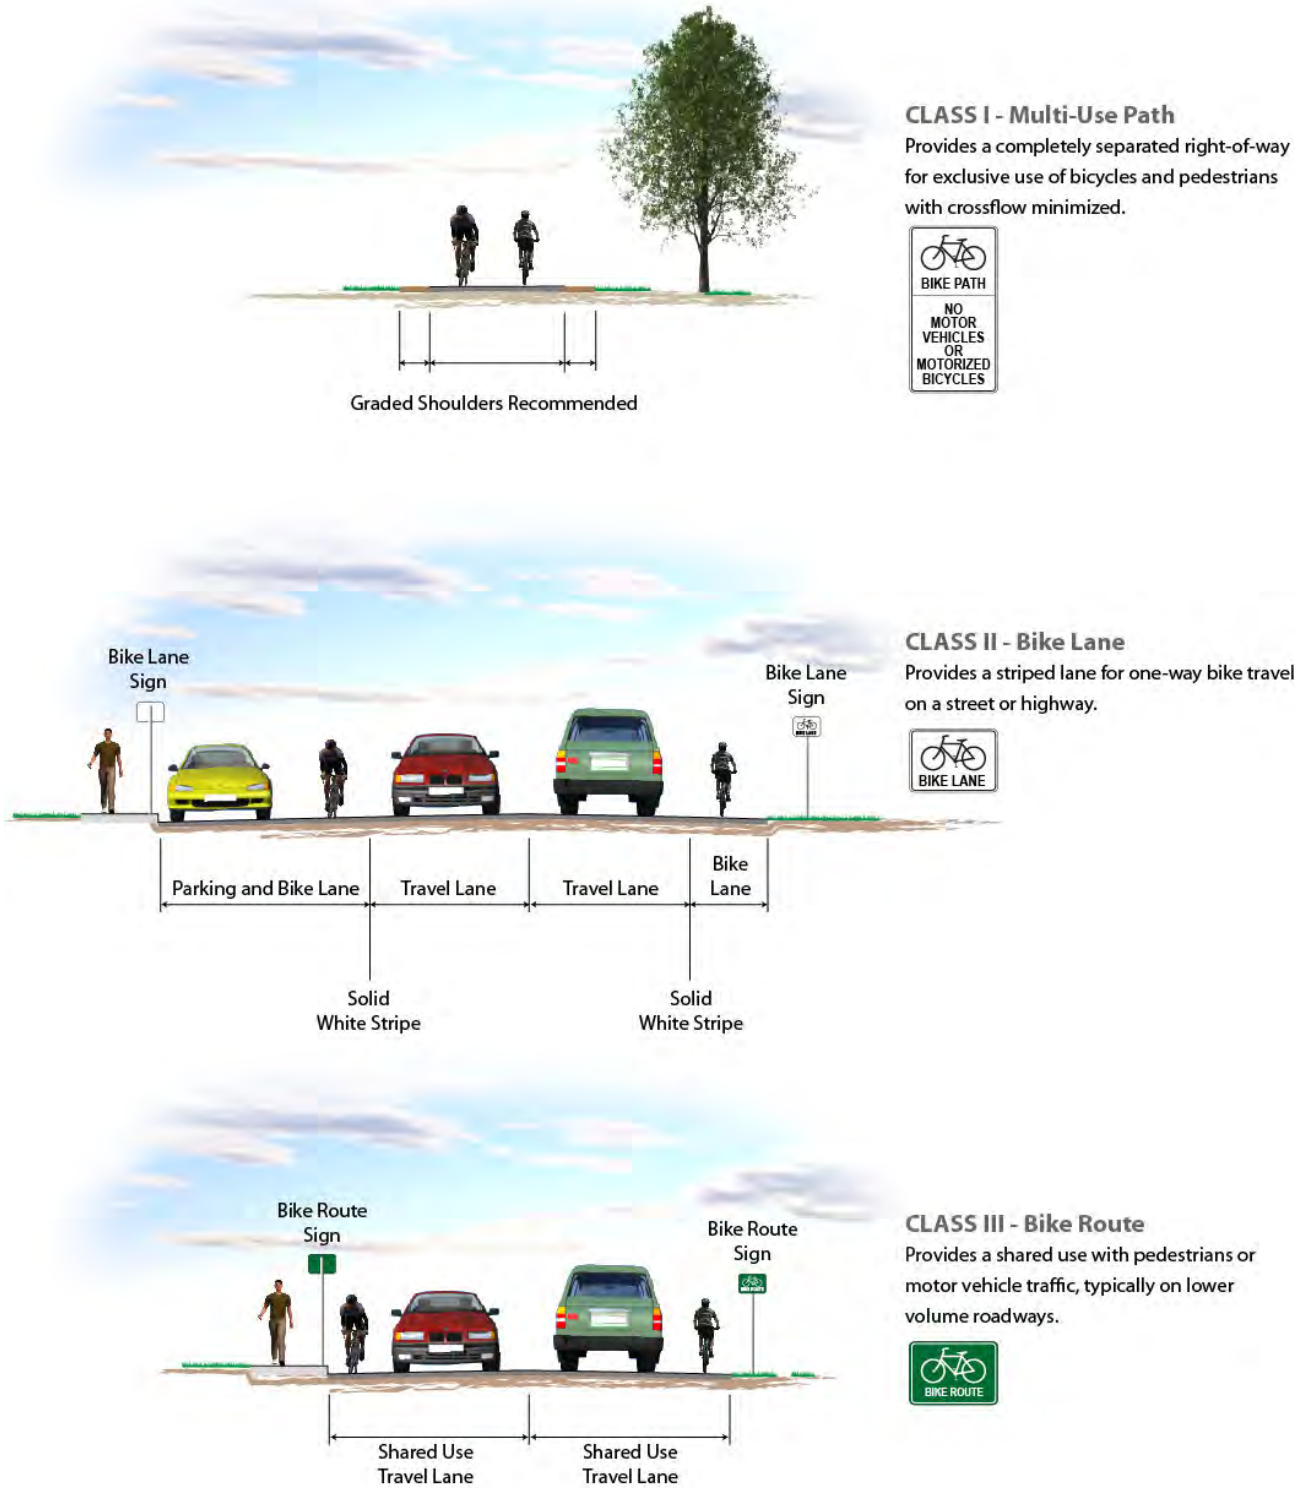 CLASS I - Multi-Use Path
Provides a completely separated right-of-way
for exclusive use of bicycles and pedestrians
with crossflow minimized.
BIKE PATH
NO
MOTOR
VEHICLES
OR
MOTORIZED
BICYCLES
Graded Shoulders Recommended
CLASS II - Bike Lane
Provides a striped lane for one-way bike travel
on a street or highway.
BIKE LANE
Bike Lane
Sign
Bike Lane
Sign
BIKE LANE
Parking and Bike Lane
Travel Lane
Travel Lane
Bike
Lane
Solid
White Stripe
Solid
White Stripe
CLASS III - Bike Route
Provides a shared use with pedestrians or
motor vehicle traffic, typically on lower
volume roadways.
BIKE ROUTE
Bike Route
Sign
Bike Route
Sign
BIKE ROUTE
Shared Use
Travel Lane
Shared Use
Travel Lane